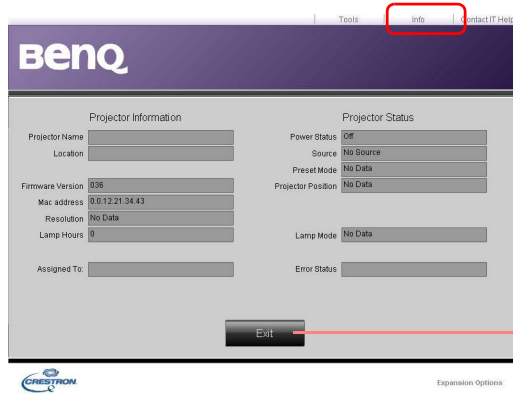 Tools Info Contact IT Help
BenQ
Projector Information
Projector Name
Location
Firmware Version 036
Mac address 0.0.12.21.34.43
Resolution No Data
Lamp Hours 0
Assigned To:
Projector Status
Power Status Off
Source No Source
Preset Mode No Data
Projector Position No Data
Lamp Mode No Data
Error Status
Exit
CRESTRON
Expansion Options